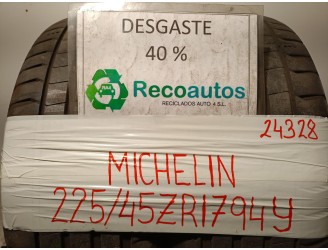 DESGASTE
40 %
Recoautos
RECICLADOS AUTO 4 S.L.
24328
MICHELIN
225/45ZR1794Y